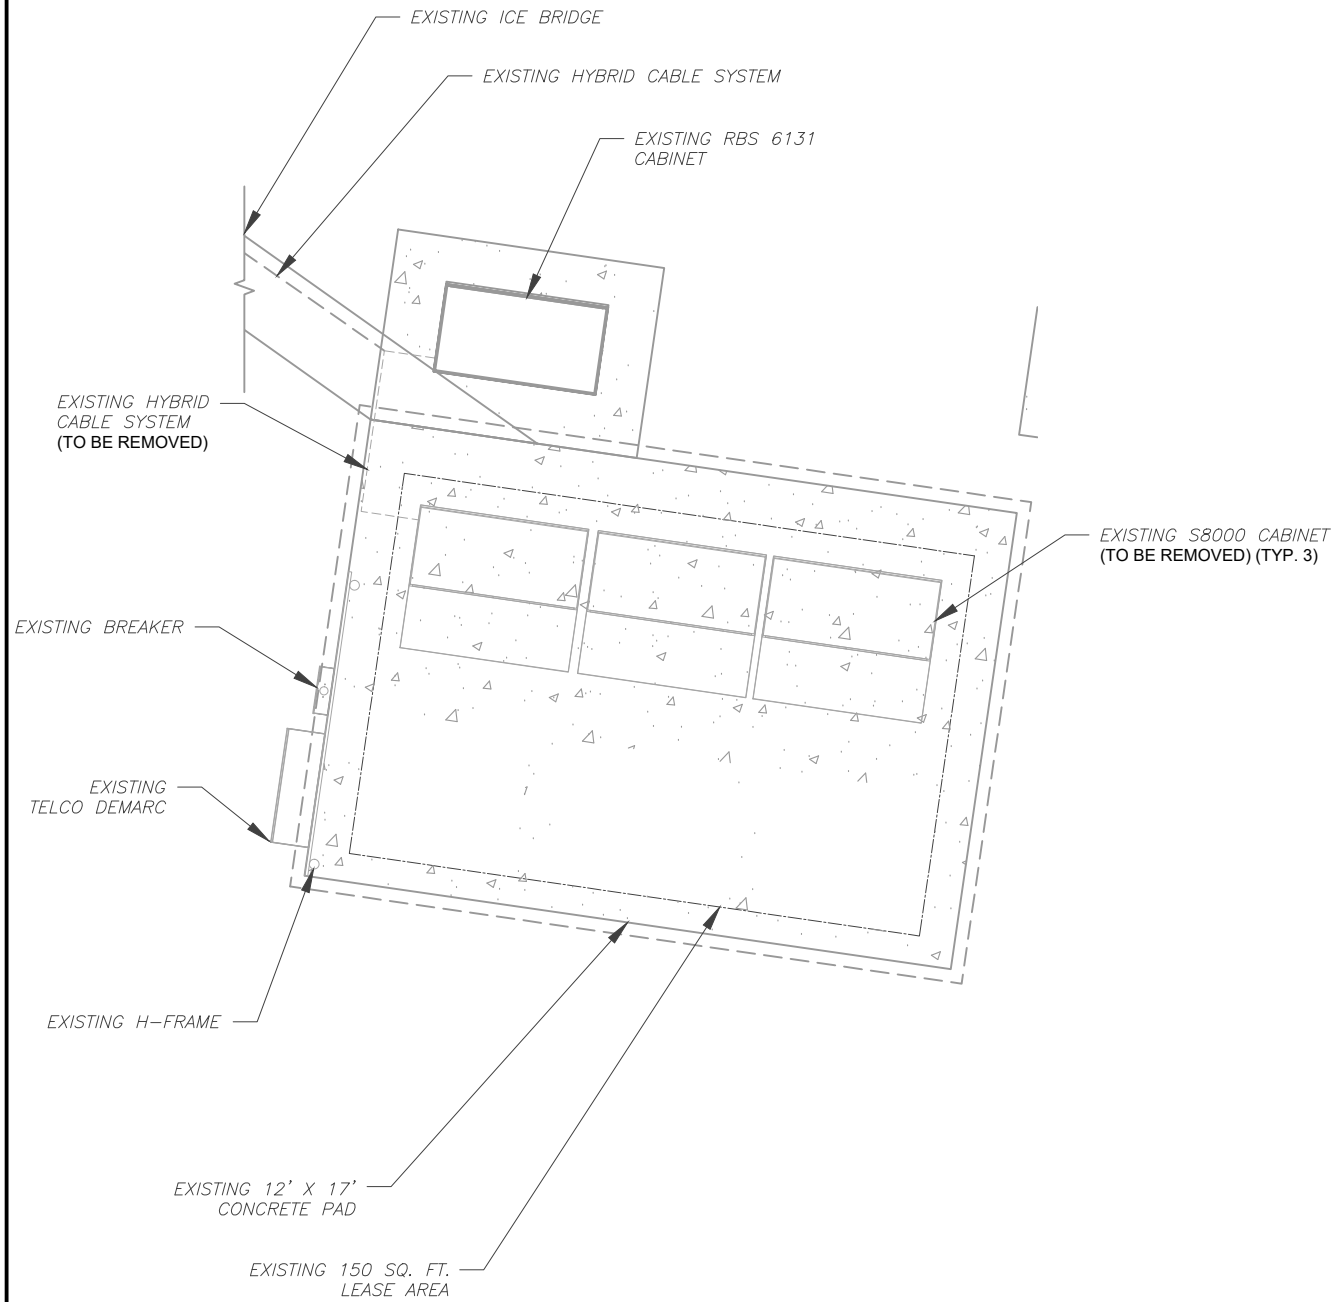 EXISTING ICE BRIDGE
EXISTING HYBRID CABLE SYSTEM
EXISTING RBS 6131
CABINET
EXISTING HYBRID
CABLE SYSTEM
(TO BE REMOVED)
EXISTING S8000 CABINET
(TO BE REMOVED) (TYP. 3)
EXISTING BREAKER
EXISTING
TELCO DEMARC
EXISTING H-FRAME
EXISTING 12' X 17'
CONCRETE PAD
EXISTING 150 SQ. FT.
LEASE AREA